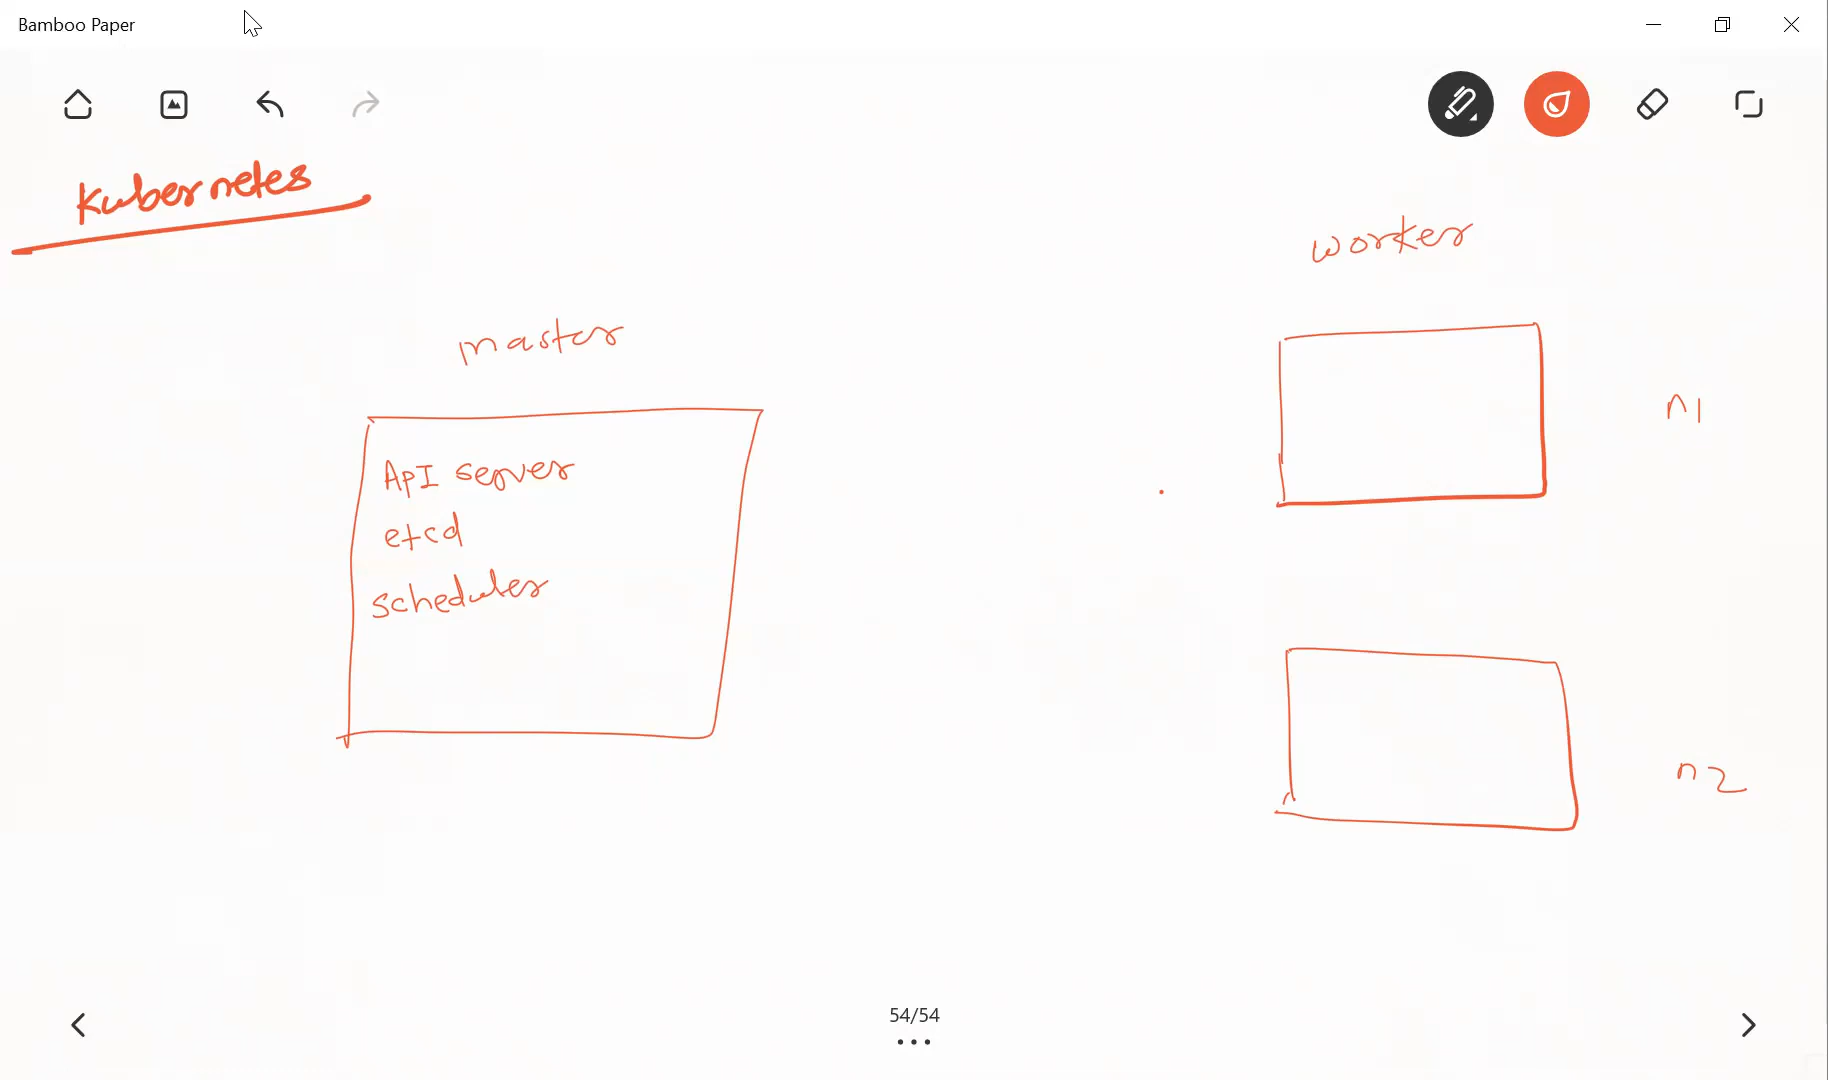 Bamboo Paper
Kubernetes
worker
master
n1
API server
etcd
scheduler
n2
54/54